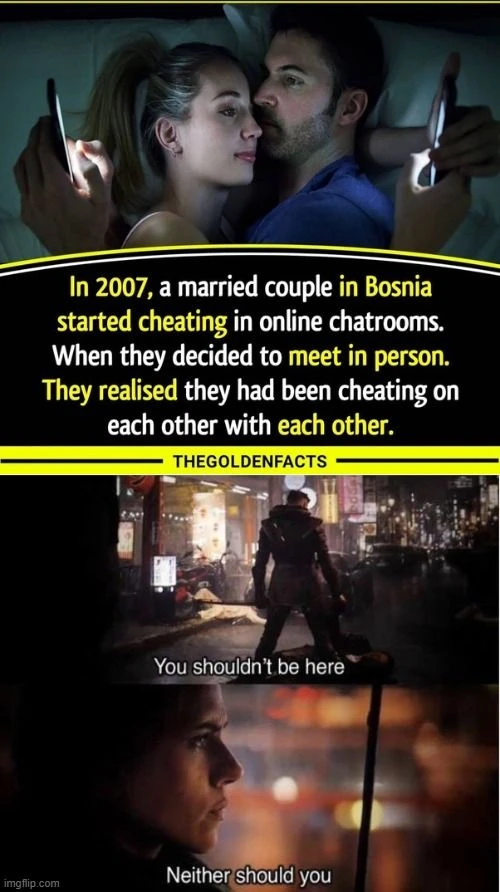 In 2007, a married couple in Bosnia
started cheating in online chatrooms.
When they decided to meet in person.
They realised they had been cheating on
each other with each other.
THEGOLDENFACTS
You shouldn't be here
Neither should you
imgflip.com